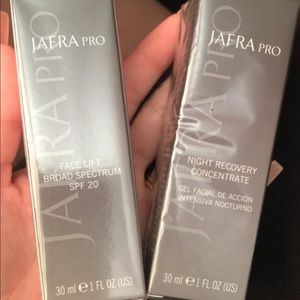 JAFRA PRO
JAFRA PRO
FACE LIFT
BROAD SPECTRUM
SPF 20
30 ml ℮ 1 FL OZ (US)
JAFRA PRO
JAFRA PRO
NIGHT RECOVERY
CONCENTRATE
GEL FACIAL DE ACCIÓN
INTENSIVA NOCTURNO
30 ml ℮ 1 FL OZ (US)